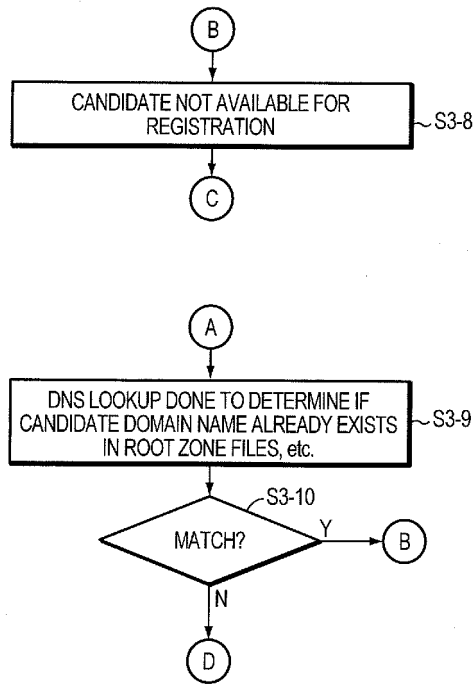 B
CANDIDATE NOT AVAILABLE FOR
REGISTRATION
S3-8
C
A
DNS LOOKUP DONE TO DETERMINE IF
CANDIDATE DOMAIN NAME ALREADY EXISTS
IN ROOT ZONE FILES, etc.
S3-9
S3-10
MATCH?
Y
B
N
D